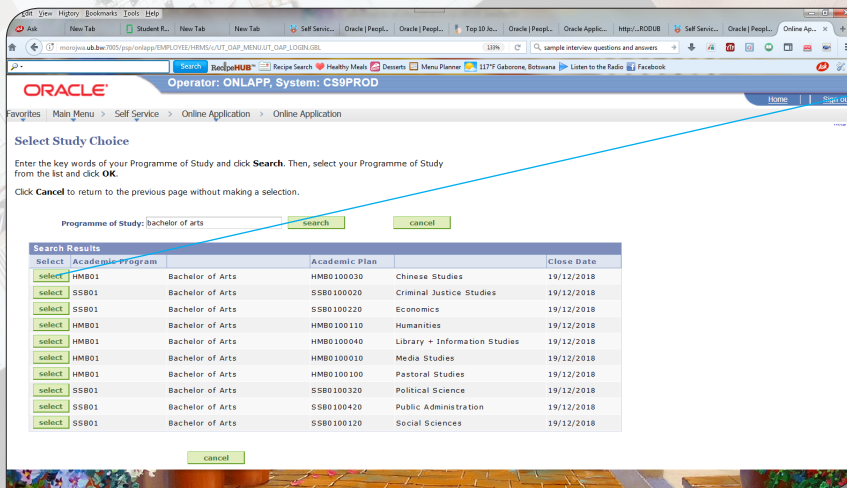 Edit View History Bookmarks Tools Help
Ask New Tab Student R... New Tab New Tab Self Servic... Oracle | Peopl... Oracle | Peopl... Top 10 Jo... Oracle | Peopl... Oracle Applic... http:/...RODUB Self Servic... Oracle | Peopl... Online Ap...
morojwa.ub.bw:7005/psp/onlapp/EMPLOYEE/HRMS/c/UT_OAP_MENU.UT_OAP_LOGIN.GBL 133% sample interview questions and answers
Search RecipeHUB Recipe Search Healthy Meals Desserts Menu Planner 117°F Gaborone, Botswana Listen to the Radio Facebook
ORACLE Operator: ONLAPP, System: CS9PROD
Home | Sign out
Favorites | Main Menu > Self Service > Online Application > Online Application
Select Study Choice
Enter the key words of your Programme of Study and click Search. Then, select your Programme of Study
from the list and click OK.
Click Cancel to return to the previous page without making a selection.
Programme of Study: bachelor of arts search cancel
Search Results
Select Academic Program Academic Plan Close Date
select HMB01 Bachelor of Arts HMB0100030 Chinese Studies 19/12/2018
select SSB01 Bachelor of Arts SSB0100020 Criminal Justice Studies 19/12/2018
select SSB01 Bachelor of Arts SSB0100220 Economics 19/12/2018
select HMB01 Bachelor of Arts HMB0100110 Humanities 19/12/2018
select HMB01 Bachelor of Arts HMB0100040 Library + Information Studies 19/12/2018
select HMB01 Bachelor of Arts HMB0100010 Media Studies 19/12/2018
select HMB01 Bachelor of Arts HMB0100100 Pastoral Studies 19/12/2018
select SSB01 Bachelor of Arts SSB0100320 Political Science 19/12/2018
select SSB01 Bachelor of Arts SSB0100420 Public Administration 19/12/2018
select SSB01 Bachelor of Arts SSB0100120 Social Sciences 19/12/2018
cancel